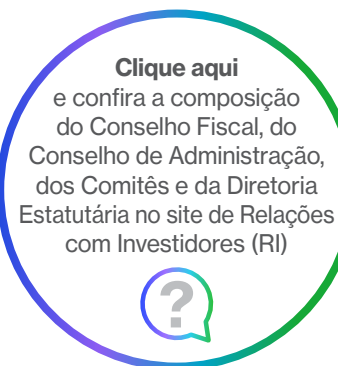 Clique aqui
e confira a composição
do Conselho Fiscal, do
Conselho de Administração,
dos Comitês e da Diretoria
Estatutária no site de Relações
com Investidores (RI)
?